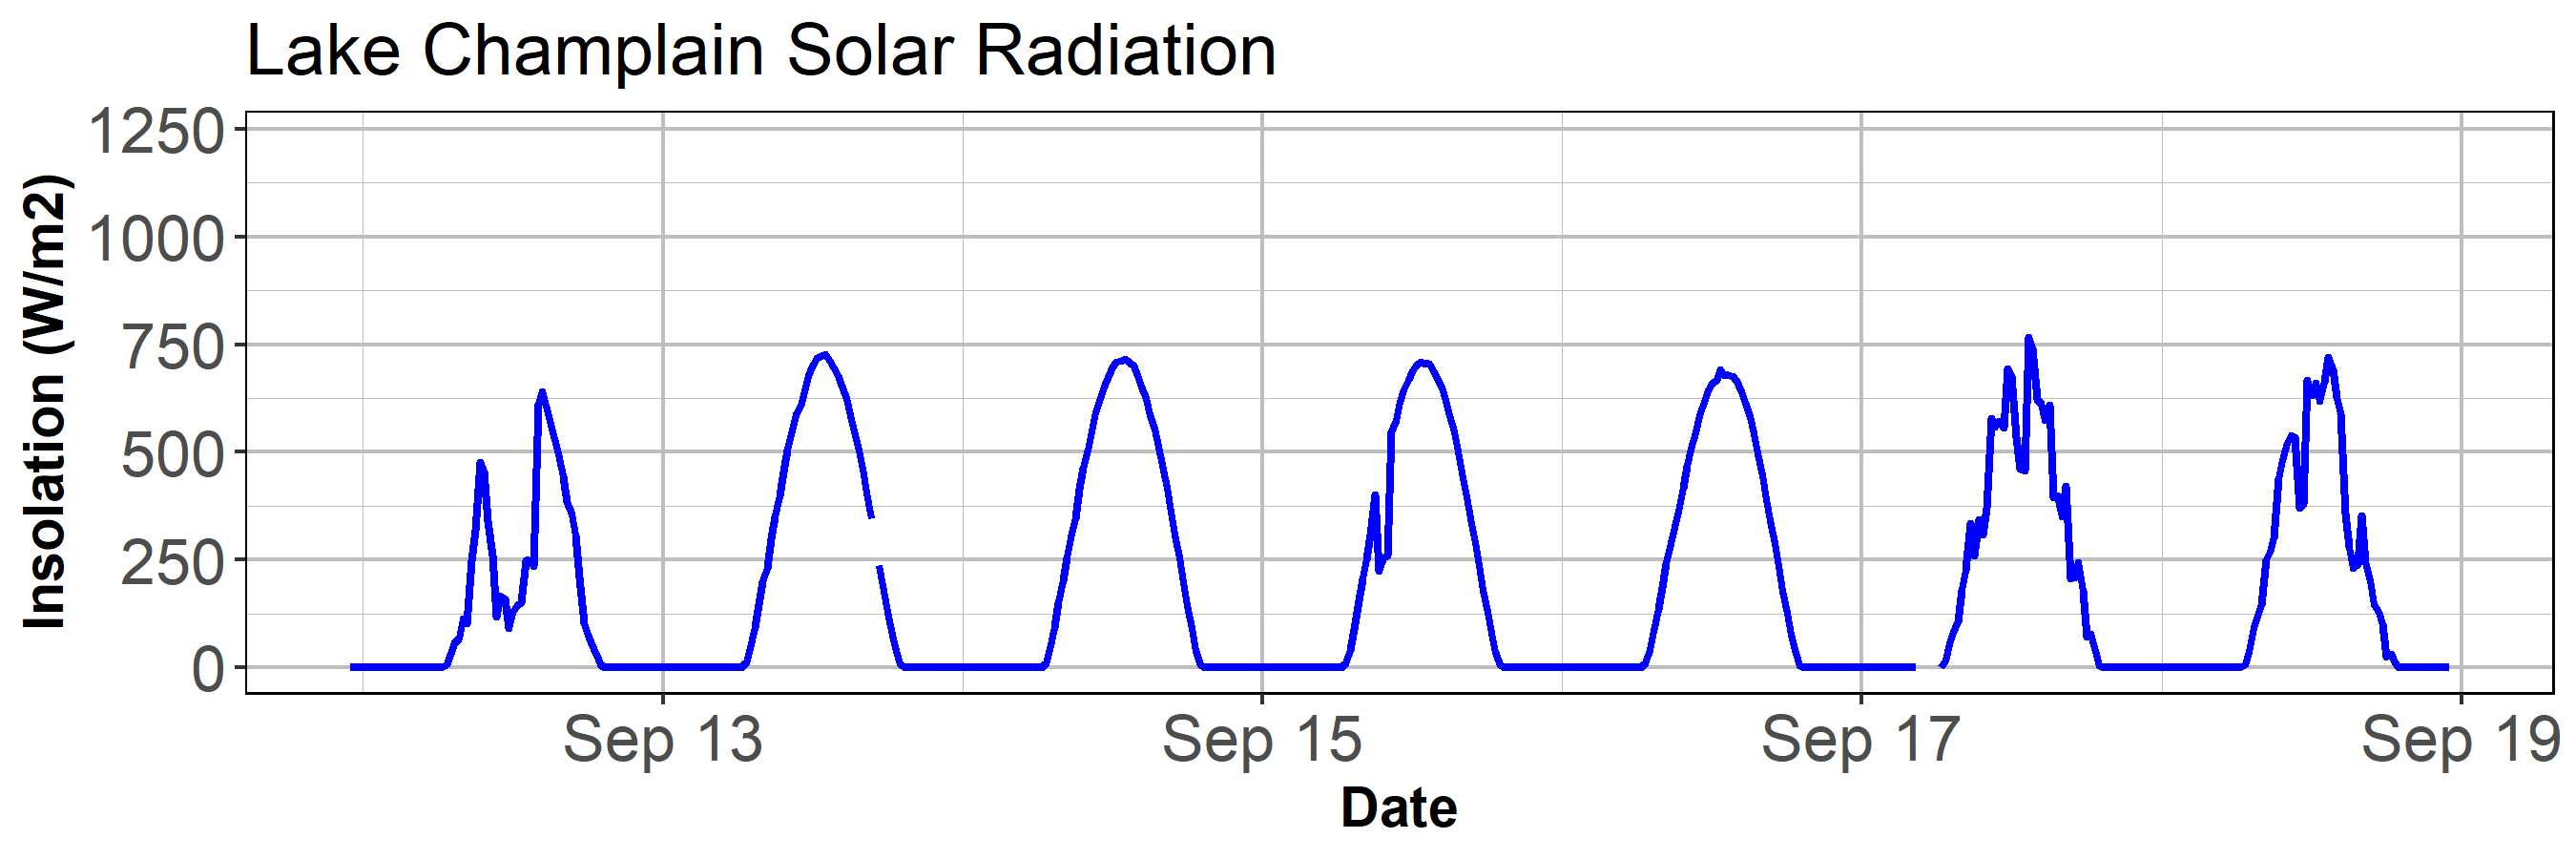 Lake Champlain Solar Radiation
Insolation (W/m2)
1250
1000
750
500
250
0
Sep 13
Sep 15
Sep 17
Sep 19
Date